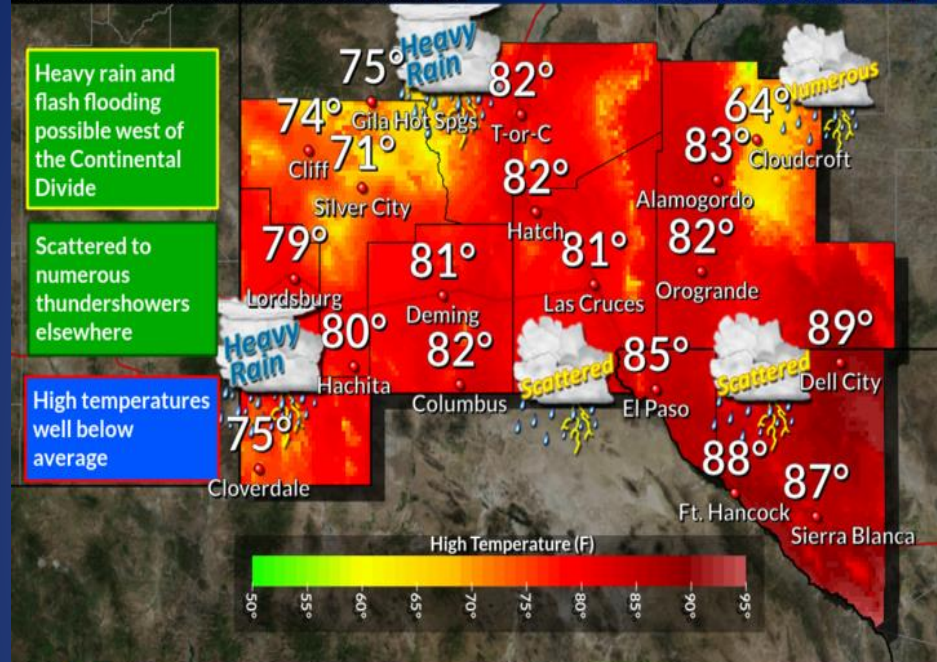 Heavy rain and
flash flooding
possible west of
the Continental
Divide
Scattered to
numerous
thundershowers
elsewhere
High temperatures
well below
average
Heavy
Rain
75°
Gila Hot Spgs
82°
T-or-C
Numerous
64°
Cloudcroft
74°
Cliff
71°
Silver City
83°
Alamogordo
82°
Hatch
79°
Lordsburg
81°
Deming
81°
Las Cruces
82°
Orogrande
Heavy
Rain
80°
Hachita
82°
Columbus
Scattered
85°
El Paso
Scattered
89°
Dell City
75°
Cloverdale
88°
Ft. Hancock
87°
Sierra Blanca
High Temperature (F)
50° 55° 60° 65° 70° 75° 80° 85° 90° 95°